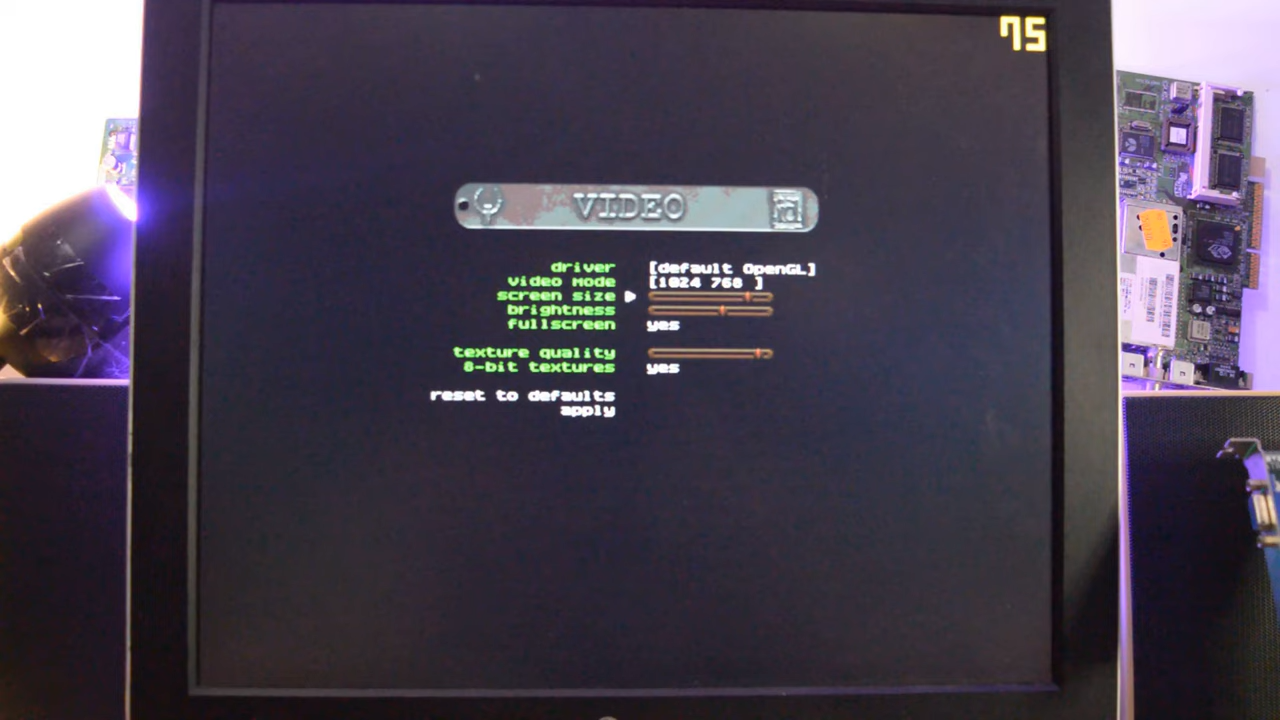 75
VIDEO
driver [default OpenGL]
video mode [1024 768 ]
screen size
brightness
fullscreen yes
texture quality
8-bit textures yes
reset to defaults
apply